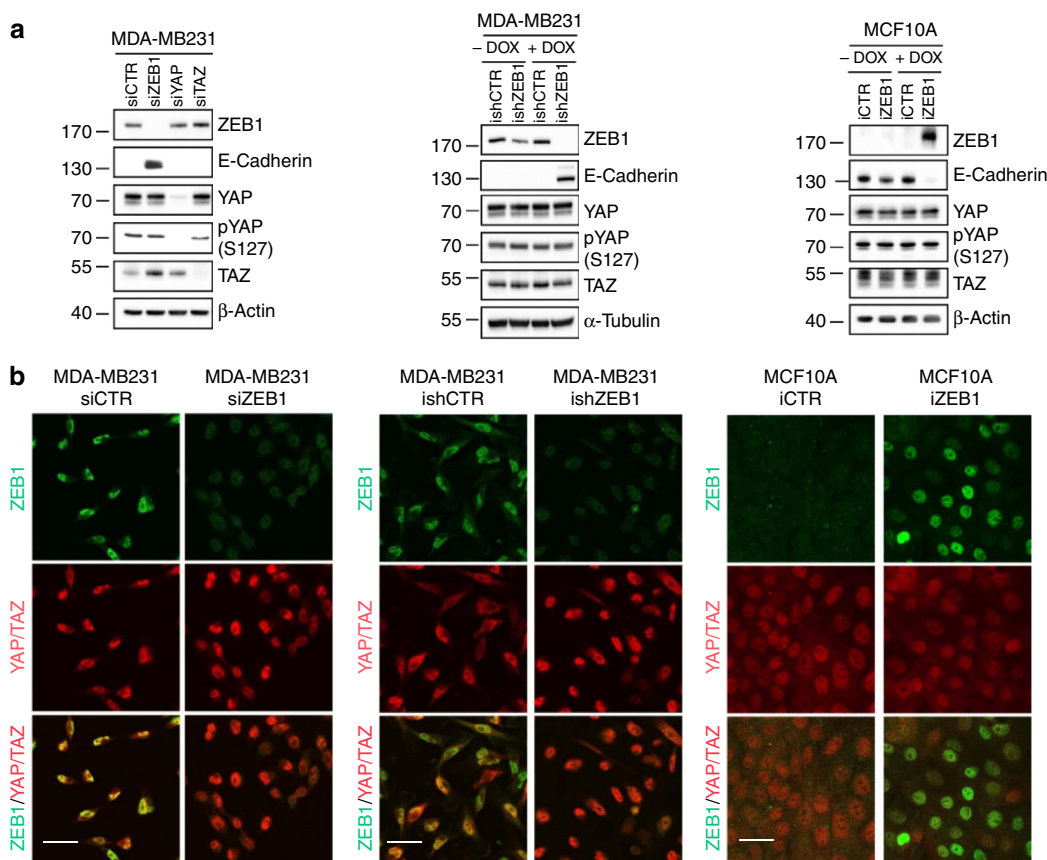 a
MDA-MB231
siCTR
siZEB1
siYAP
siTAZ
170
ZEB1
130
E-Cadherin
70
YAP
70
pYAP
(S127)
55
TAZ
40
β-Actin
MDA-MB231
– DOX + DOX
ishCTR
ishZEB1
ishCTR
ishZEB1
170
ZEB1
130
E-Cadherin
70
YAP
70
pYAP
(S127)
55
TAZ
55
α-Tubulin
MCF10A
– DOX + DOX
iCTR
iZEB1
iCTR
iZEB1
170
ZEB1
130
E-Cadherin
70
YAP
70
pYAP
(S127)
55
TAZ
40
β-Actin
b
MDA-MB231
siCTR
MDA-MB231
siZEB1
MDA-MB231
ishCTR
MDA-MB231
ishZEB1
MCF10A
iCTR
MCF10A
iZEB1
ZEB1
ZEB1
ZEB1
YAP/TAZ
YAP/TAZ
YAP/TAZ
ZEB1/YAP/TAZ
ZEB1/YAP/TAZ
ZEB1/YAP/TAZ